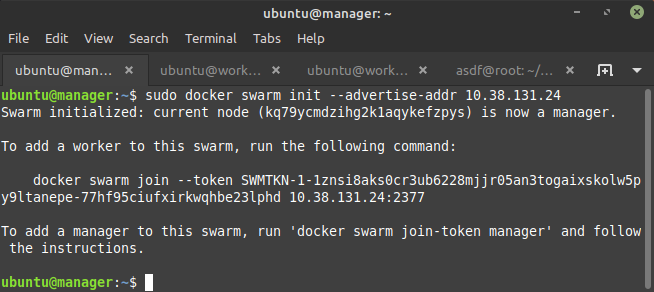 ubuntu@manager: ~
File Edit View Search Terminal Tabs Help
ubuntu@man... ubuntu@work... ubuntu@work... asdf@root: ~/...
ubuntu@manager:~$ sudo docker swarm init --advertise-addr 10.38.131.24
Swarm initialized: current node (kq79ycmdzihg2k1aqykefzpys) is now a manager.
To add a worker to this swarm, run the following command:
docker swarm join --token SWMTKN-1-1znsi8aks0cr3ub6228mjjr05an3togaixskolw5p
y9ltanepe-77hf95ciufxirkwqhbe23lphd 10.38.131.24:2377
To add a manager to this swarm, run 'docker swarm join-token manager' and follow
the instructions.
ubuntu@manager:~$